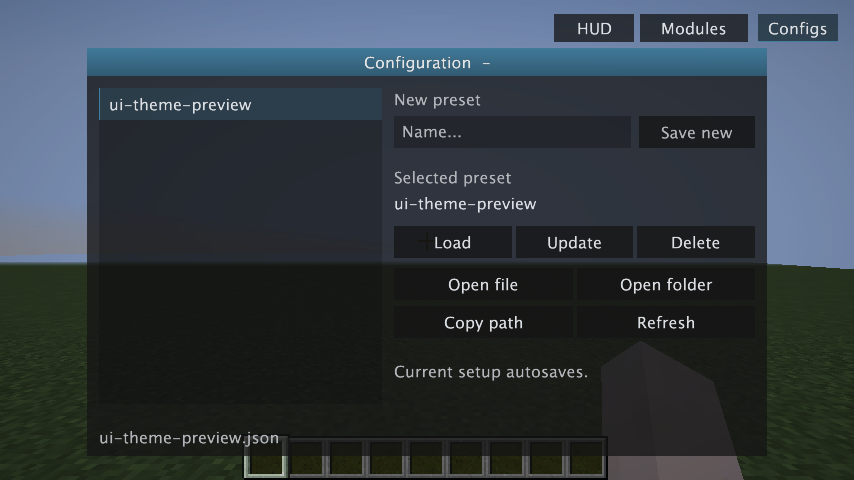 HUD Modules Configs
Configuration –
ui-theme-preview
New preset
Name... Save new
Selected preset
ui-theme-preview
Load Update Delete
Open file Open folder
Copy path Refresh
Current setup autosaves.
ui-theme-preview.json